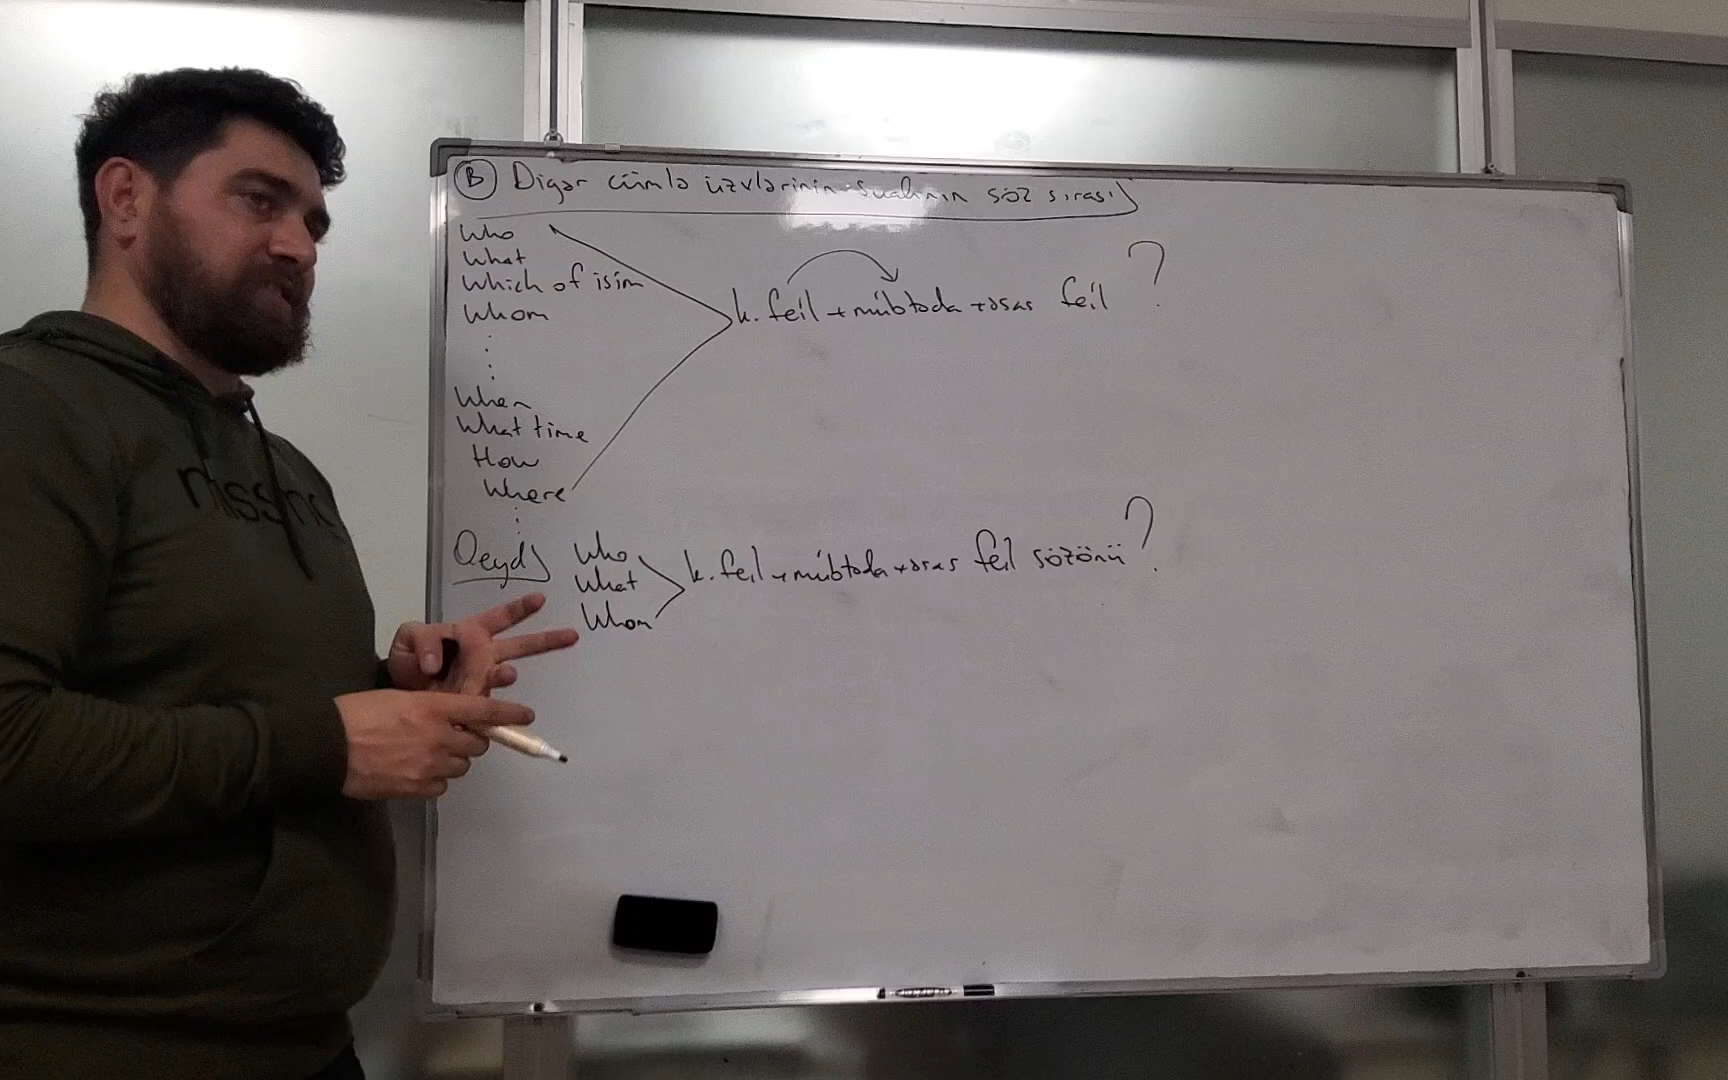 B Digər cümlə üzvlərinin sualının söz sırası
Who
What
Which of isim
Whom
k. feil + mübtəda + əsas feil ?
When
What time
How
Where
Qeyd
Who
What
Whom
k. feil + mübtəda + əsas feil sözönü ?